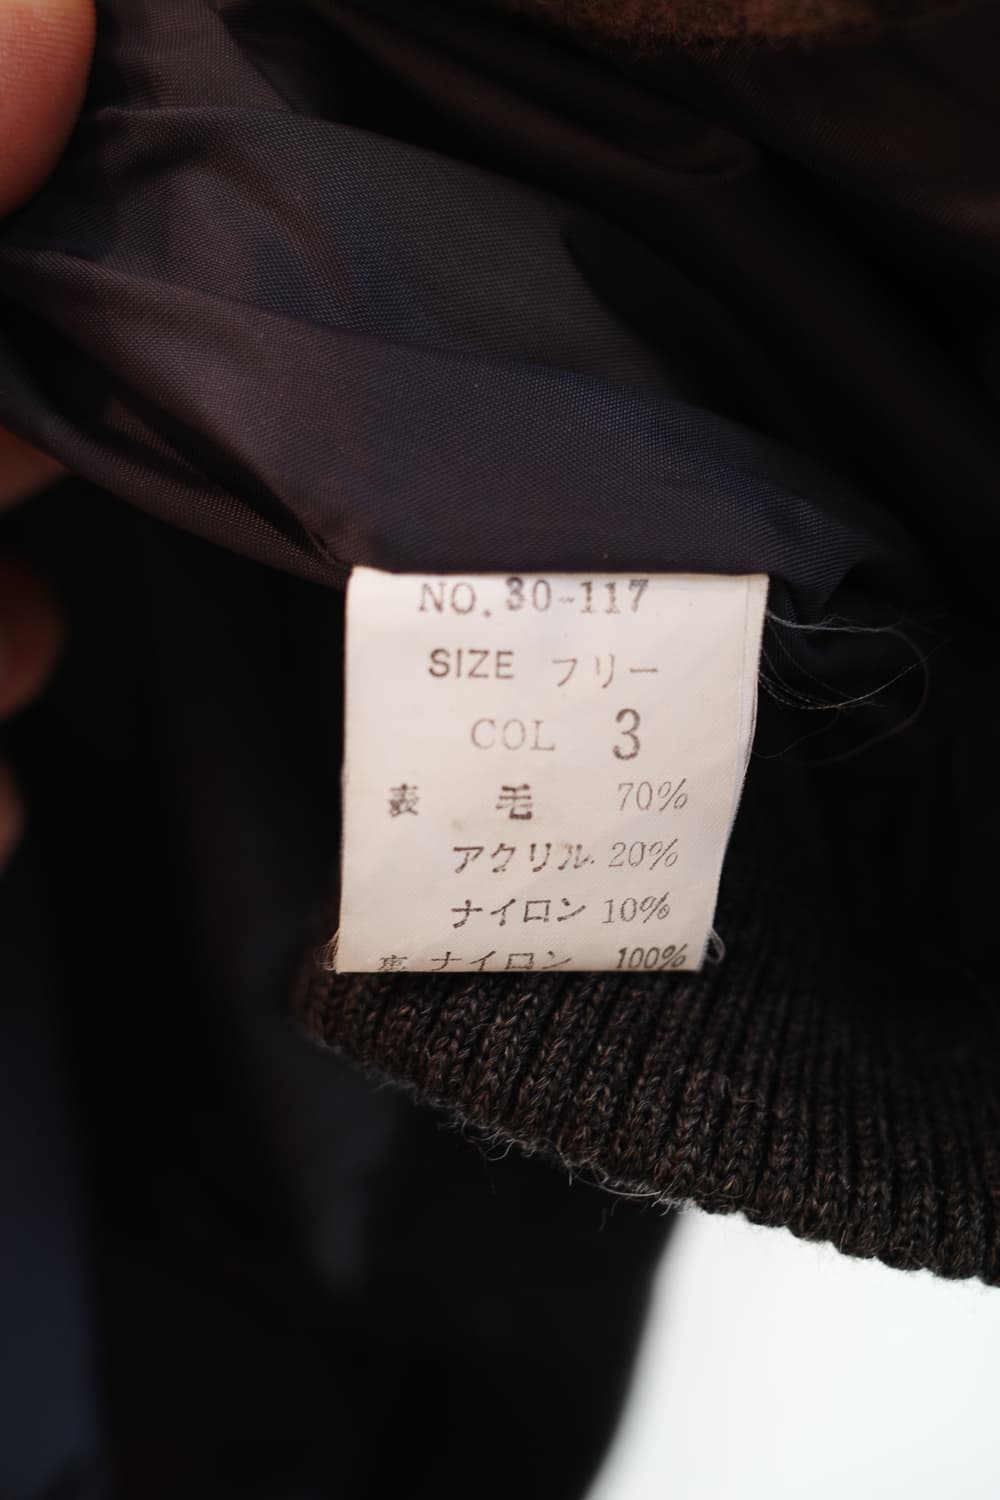 NO. 30-117
SIZE フリー
COL 3
表 毛 70%
アクリル 20%
ナイロン 10%
裏 ナイロン 100%